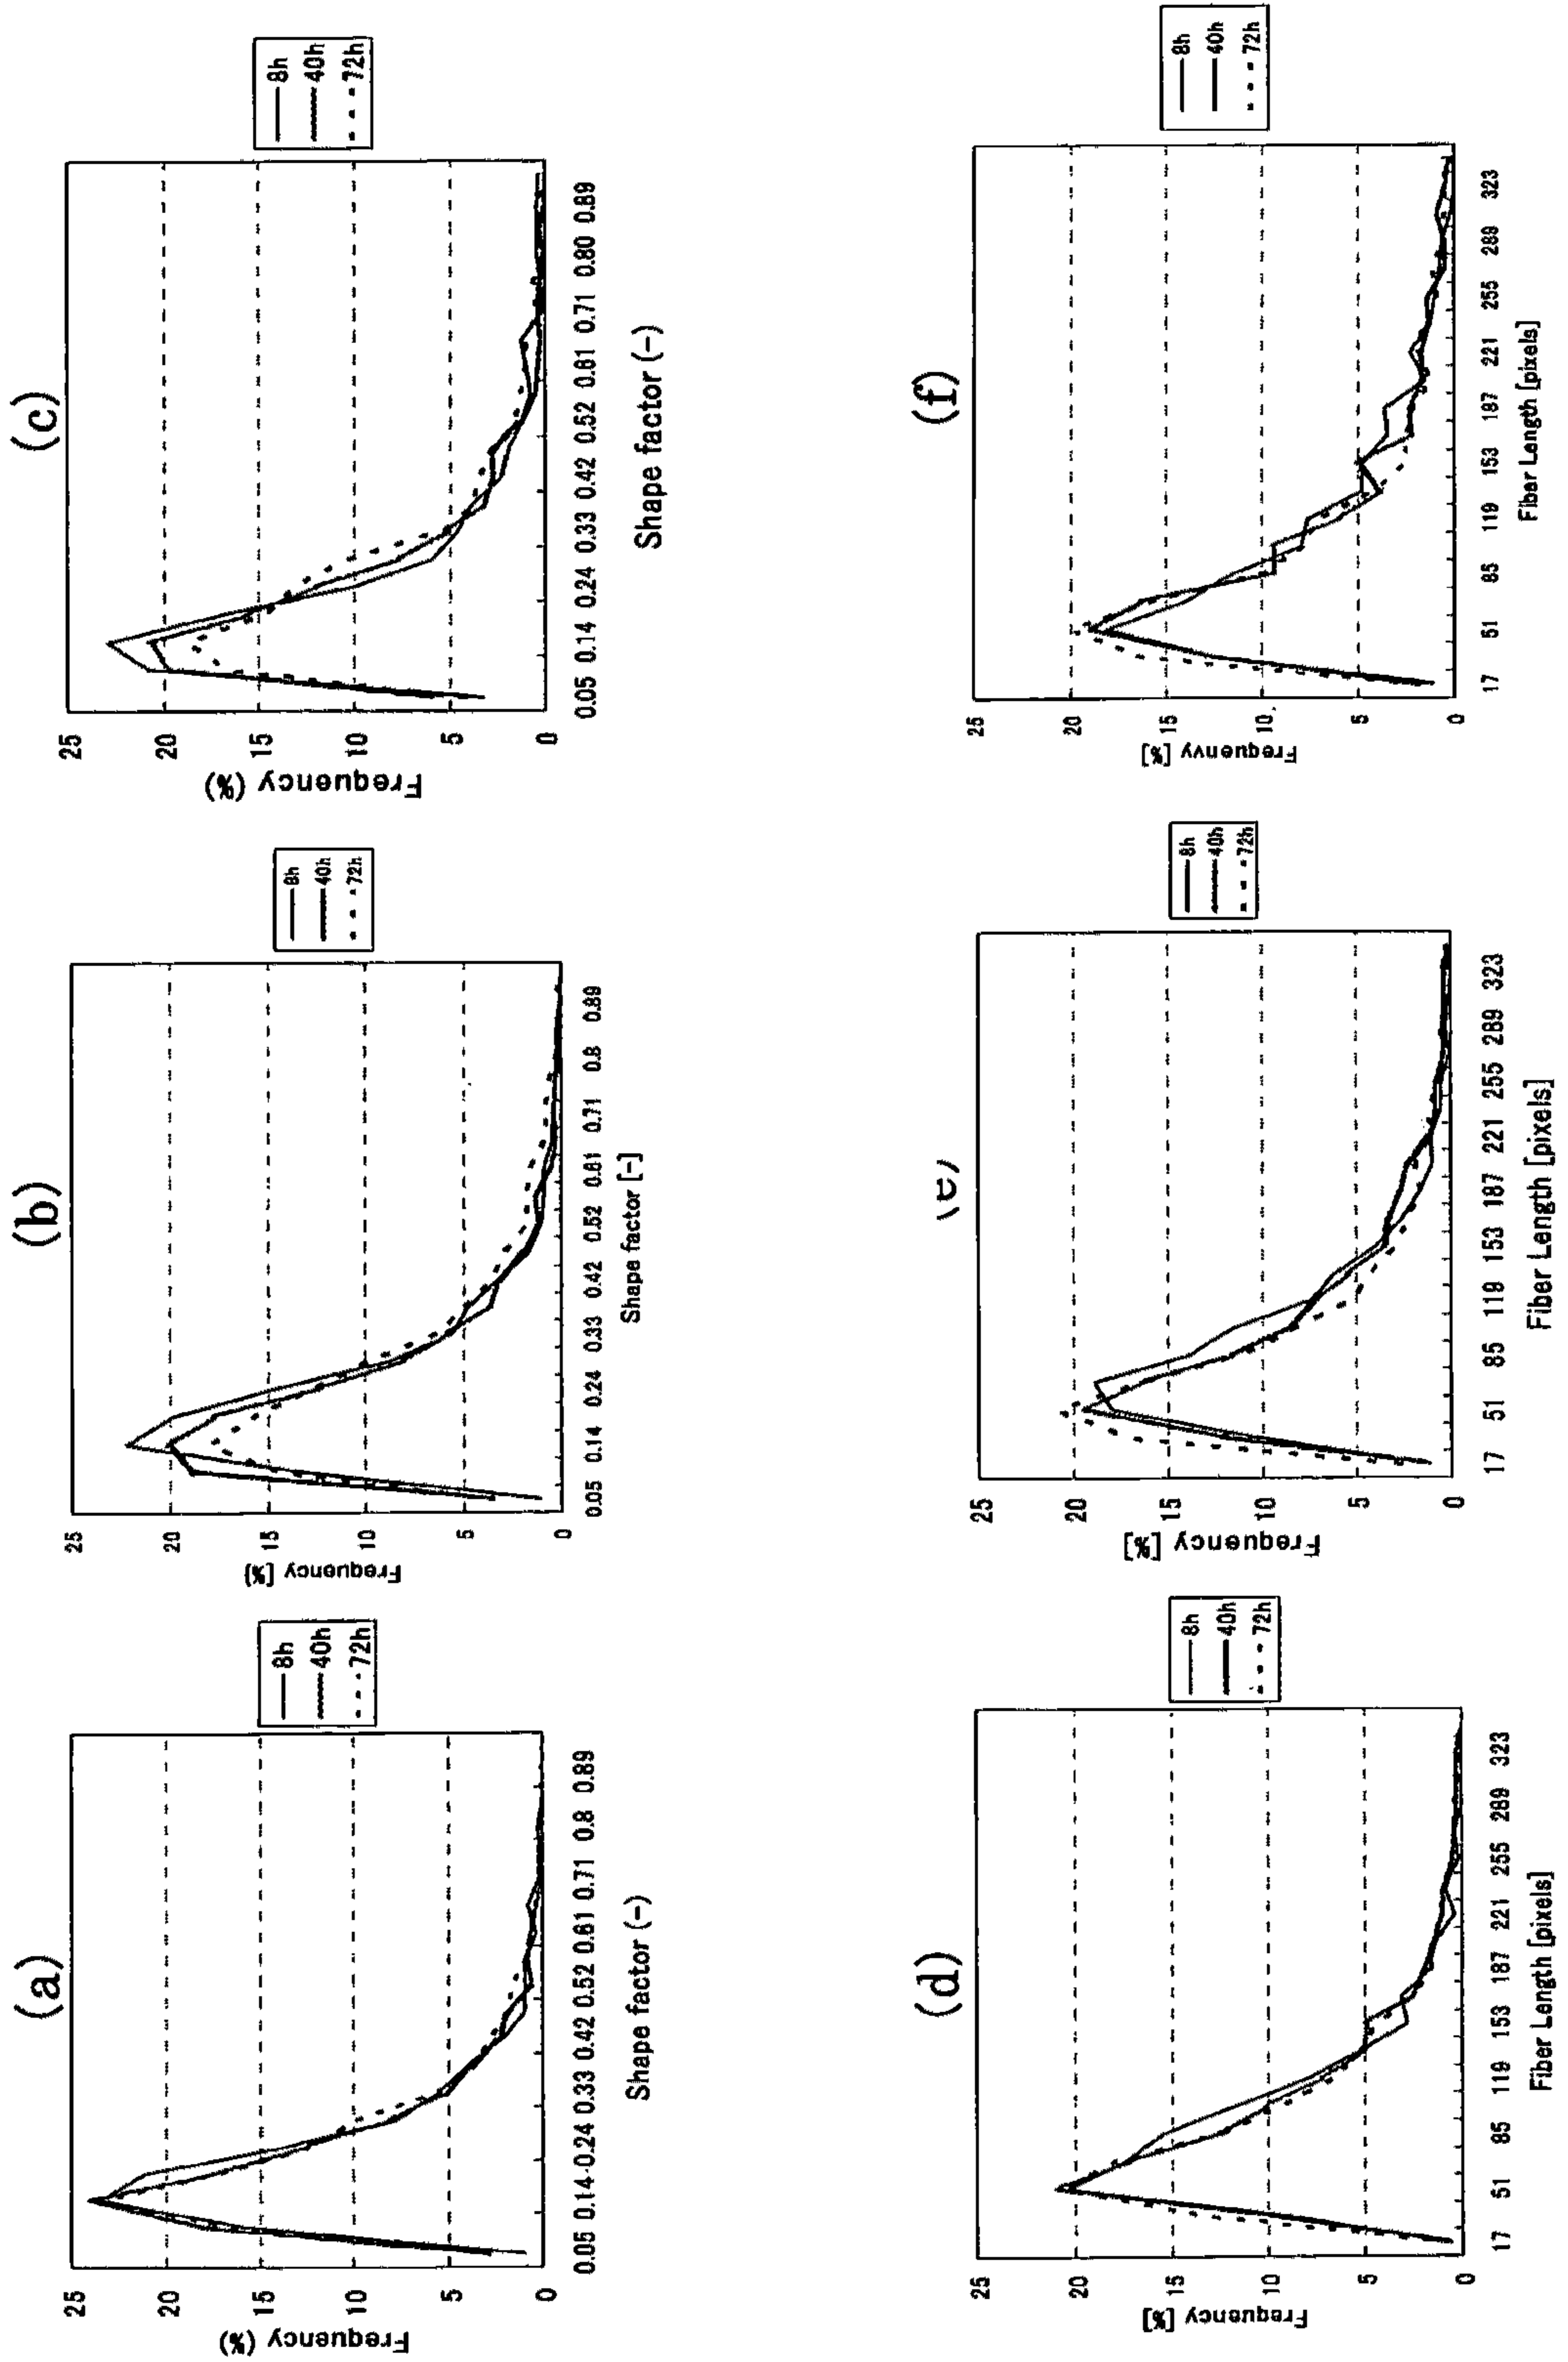 (a)
25
20
15
10
5
0
Frequency (%)
0.05 0.14 0.24 0.33 0.42 0.52 0.61 0.71 0.8 0.89
Shape factor (-)
8h
40h
72h
(b)
25
20
15
10
5
0
Frequency [%]
0.05 0.14 0.24 0.33 0.42 0.52 0.61 0.71 0.8 0.89
Shape factor [-]
8h
40h
72h
(c)
25
20
15
10
5
0
Frequency (%)
0.05 0.14 0.24 0.33 0.42 0.52 0.61 0.71 0.80 0.89
Shape factor (-)
8h
40h
72h
(d)
25
20
15
10
5
0
Frequency [%]
17 51 85 119 153 187 221 255 289 323
Fiber Length [pixels]
8h
40h
72h
(e)
25
20
15
10
5
0
Frequency [%]
17 51 85 119 153 187 221 255 289 323
Fiber Length [pixels]
8h
40h
72h
(f)
25
20
15
10
5
0
Frequency [%]
17 51 85 119 153 187 221 255 289 323
Fiber Length [pixels]
8h
40h
72h